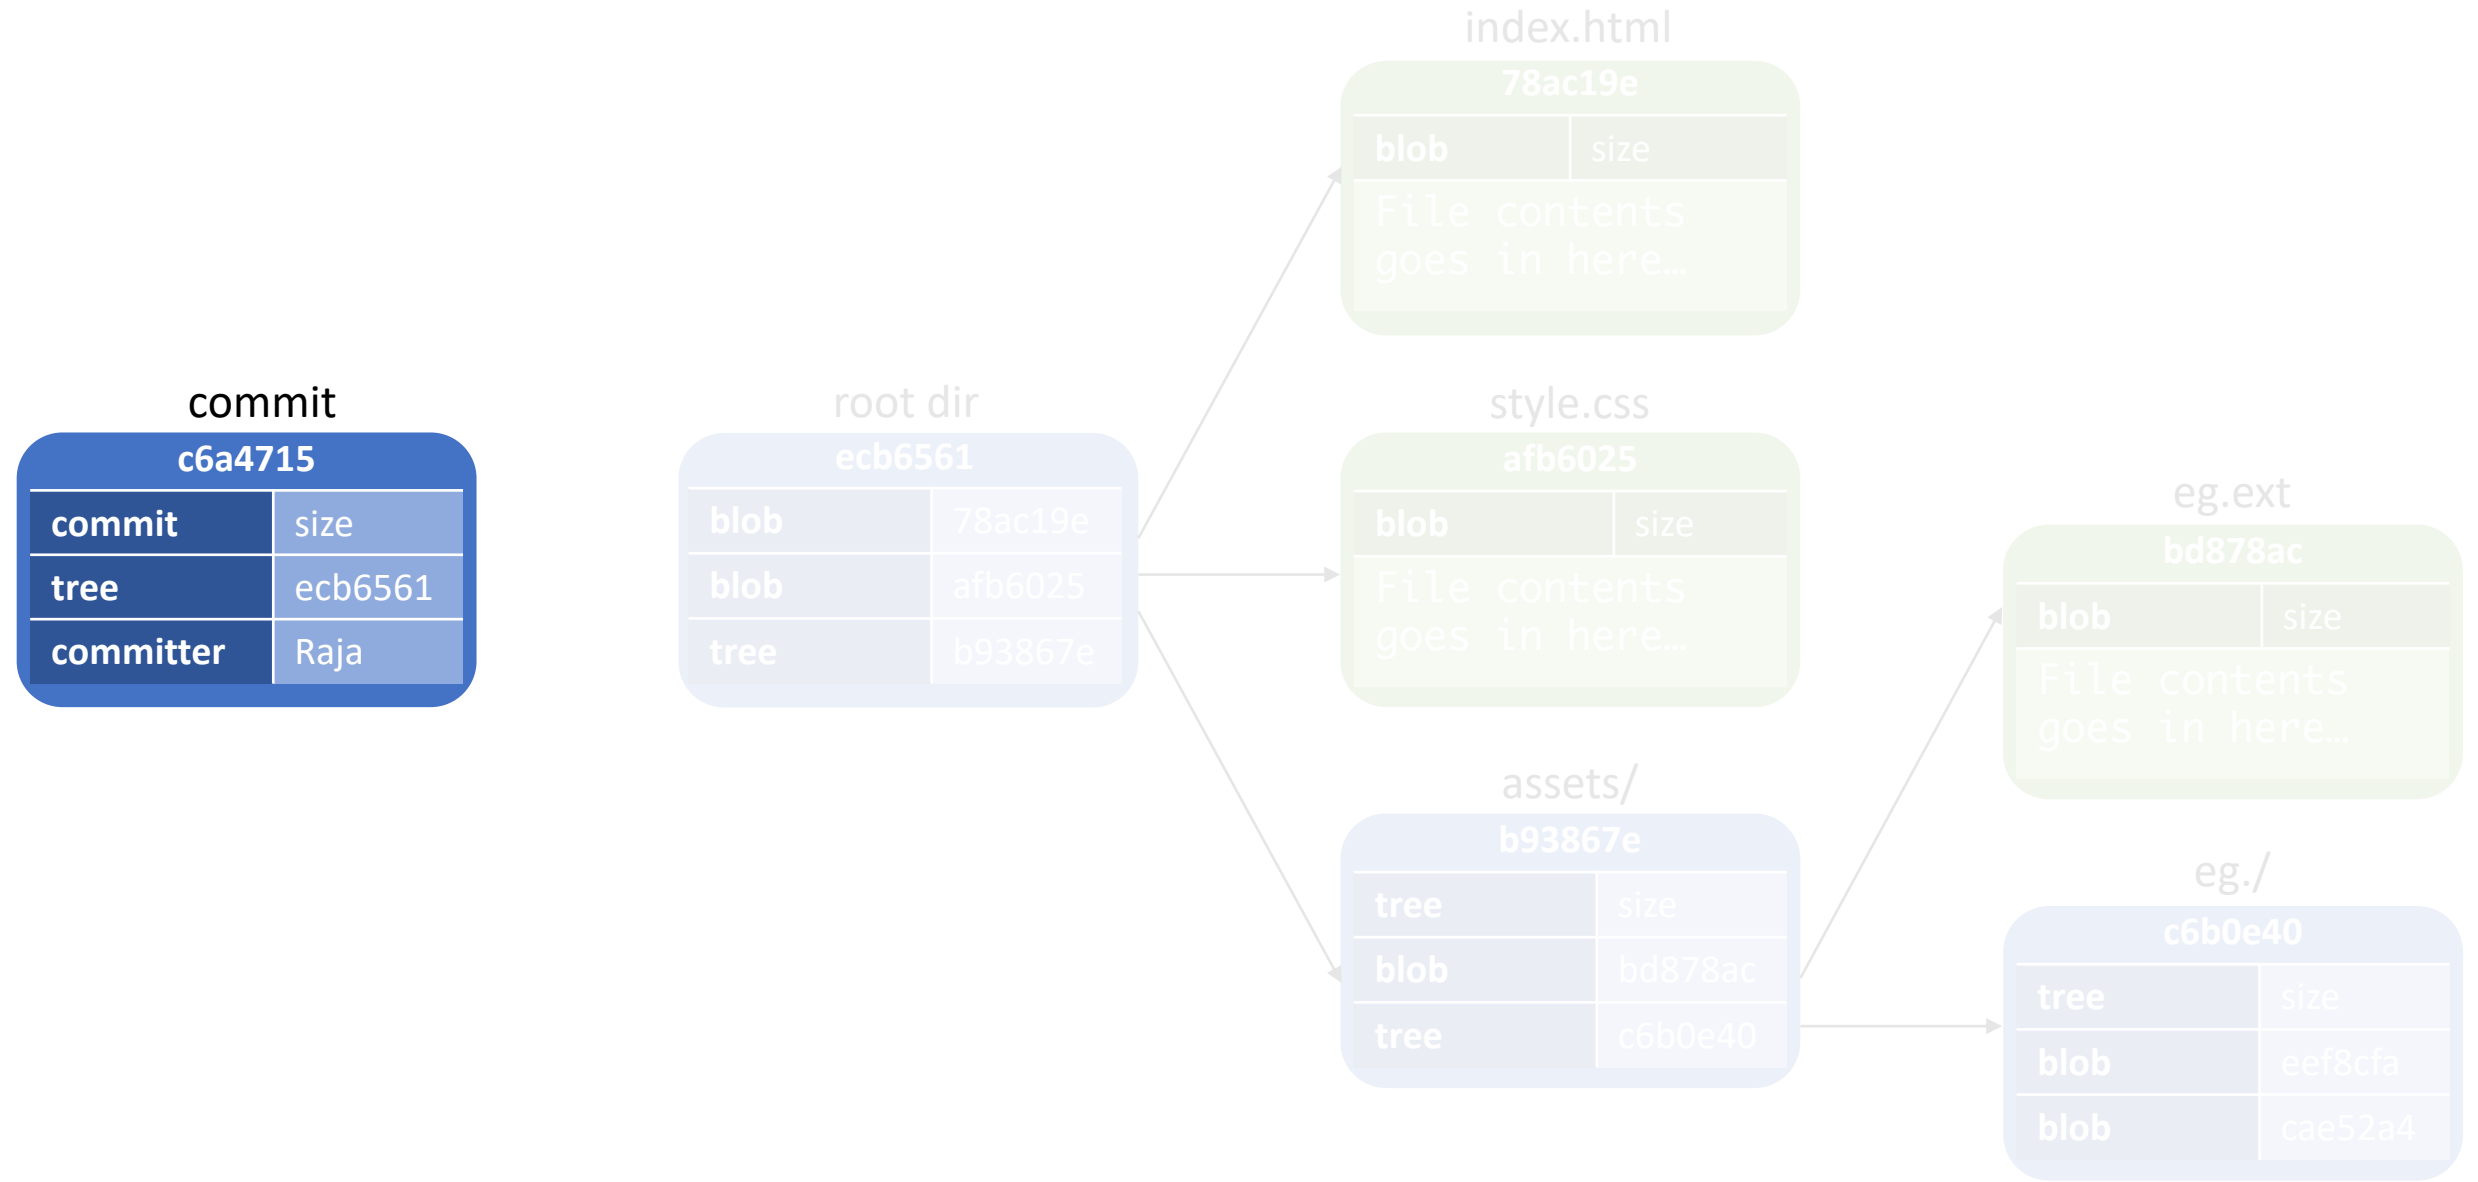 index.html
78ac19e
blob size
File contents
goes in here…
commit
c6a4715
commit size
tree ecb6561
committer Raja
root dir
ecb6561
blob 78ac19e
blob afb6025
tree b93867e
style.css
afb6025
blob size
File contents
goes in here…
assets/
b93867e
tree size
blob bd878ac
tree c6b0e40
eg.ext
bd878ac
blob size
File contents
goes in here…
eg./
c6b0e40
tree size
blob eef8cfa
blob cae52a4